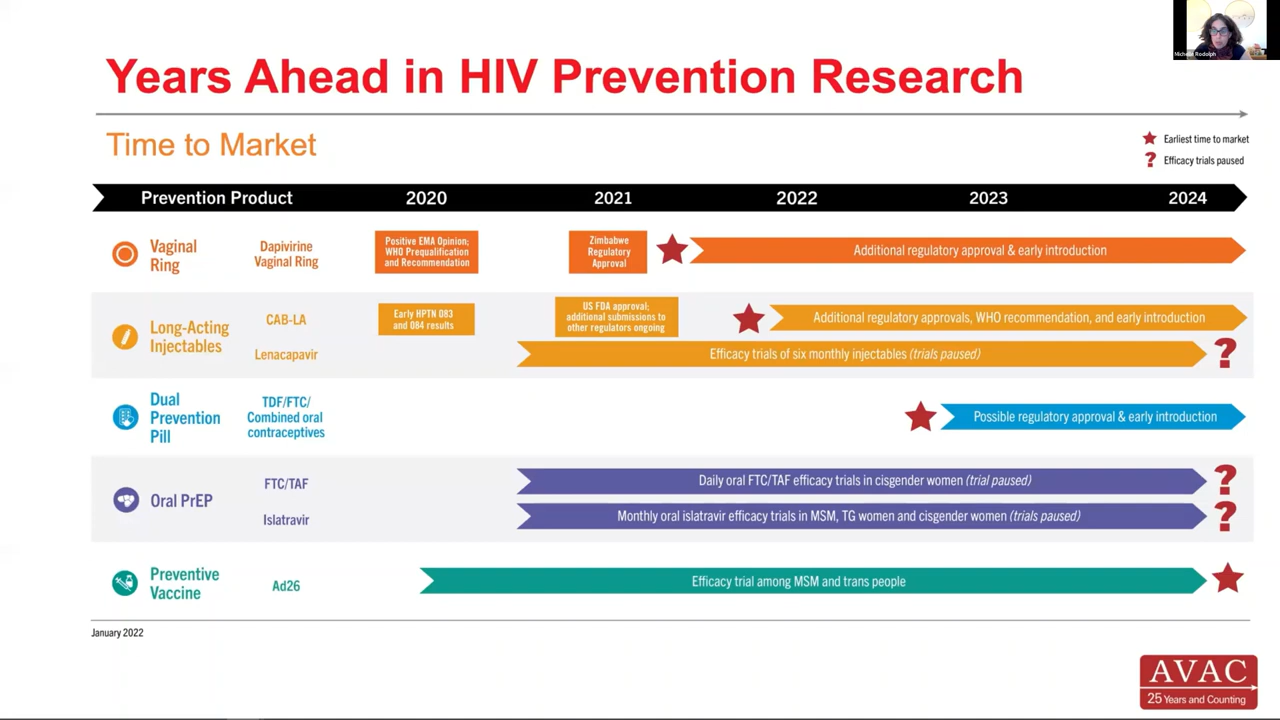 Michelle Rodolph
Years Ahead in HIV Prevention Research
Time to Market
Earliest time to market
? Efficacy trials paused
Prevention Product 2020 2021 2022 2023 2024
Vaginal
Ring
Dapivirine
Vaginal Ring
Positive EMA Opinion;
WHO Prequalification
and Recommendation
Zimbabwe
Regulatory
Approval
Additional regulatory approval & early introduction
Long-Acting
Injectables
CAB-LA
Early HPTN 083
and 084 results
US FDA approval;
additional submissions to
other regulators ongoing
Additional regulatory approvals, WHO recommendation, and early introduction
Lenacapavir
Efficacy trials of six monthly injectables (trials paused)
?
Dual
Prevention
Pill
TDF/FTC/
Combined oral
contraceptives
Possible regulatory approval & early introduction
Oral PrEP
FTC/TAF
Daily oral FTC/TAF efficacy trials in cisgender women (trial paused)
?
Islatravir
Monthly oral islatravir efficacy trials in MSM, TG women and cisgender women (trials paused)
?
Preventive
Vaccine
Ad26
Efficacy trial among MSM and trans people
January 2022
AVAC
25 Years and Counting